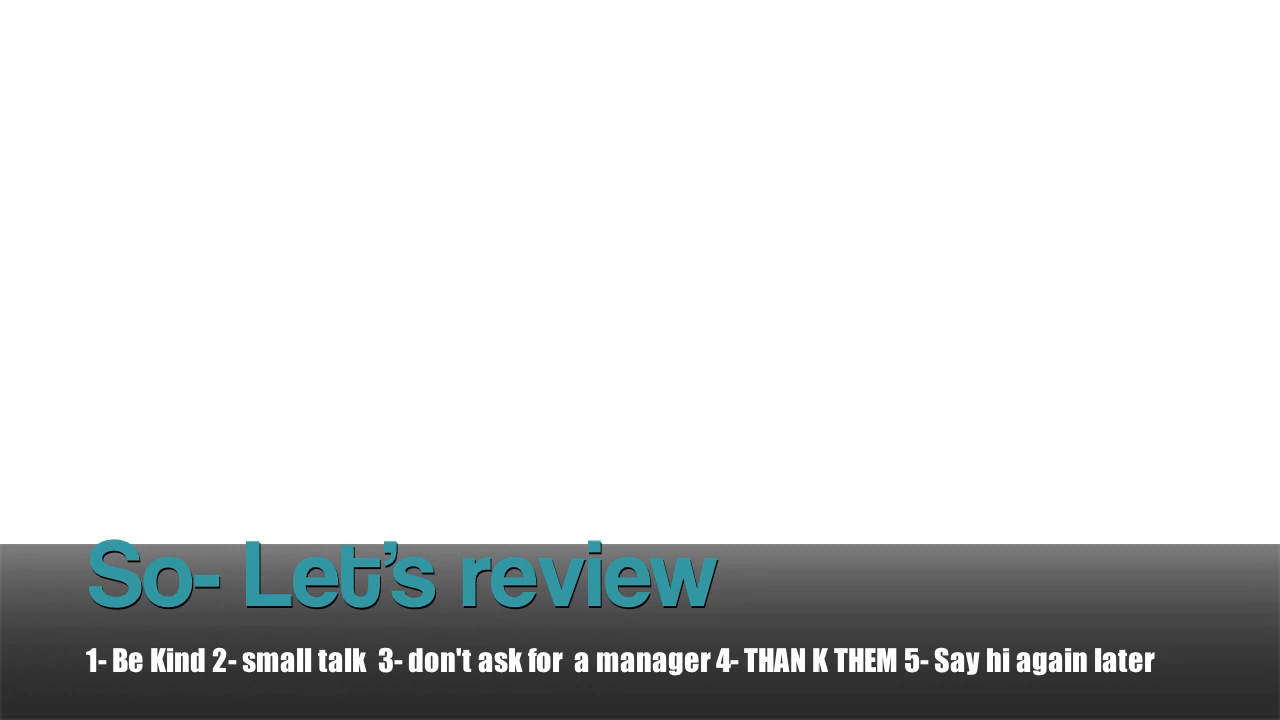 So- Let’s review
1- Be Kind 2- small talk  3- don't ask for  a manager 4- THAN K THEM 5- Say hi again later